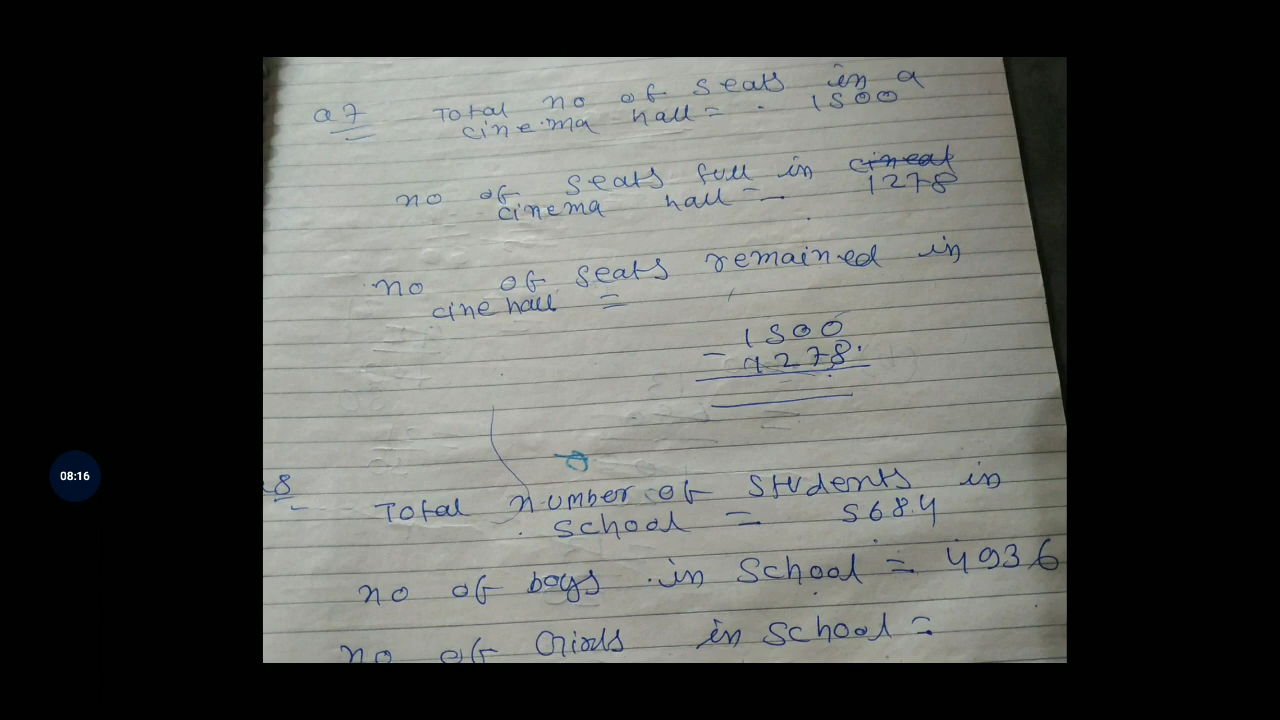 Q7 Total no of seats in a
cinema hall = 1500
no of seats full in
cinema hall = 1278
no of seats remained in
cine hall =
1500
- 1278
8 Total number of students in
school = 5684
no of boys in school = 4936
no of Girls in school =
08:16